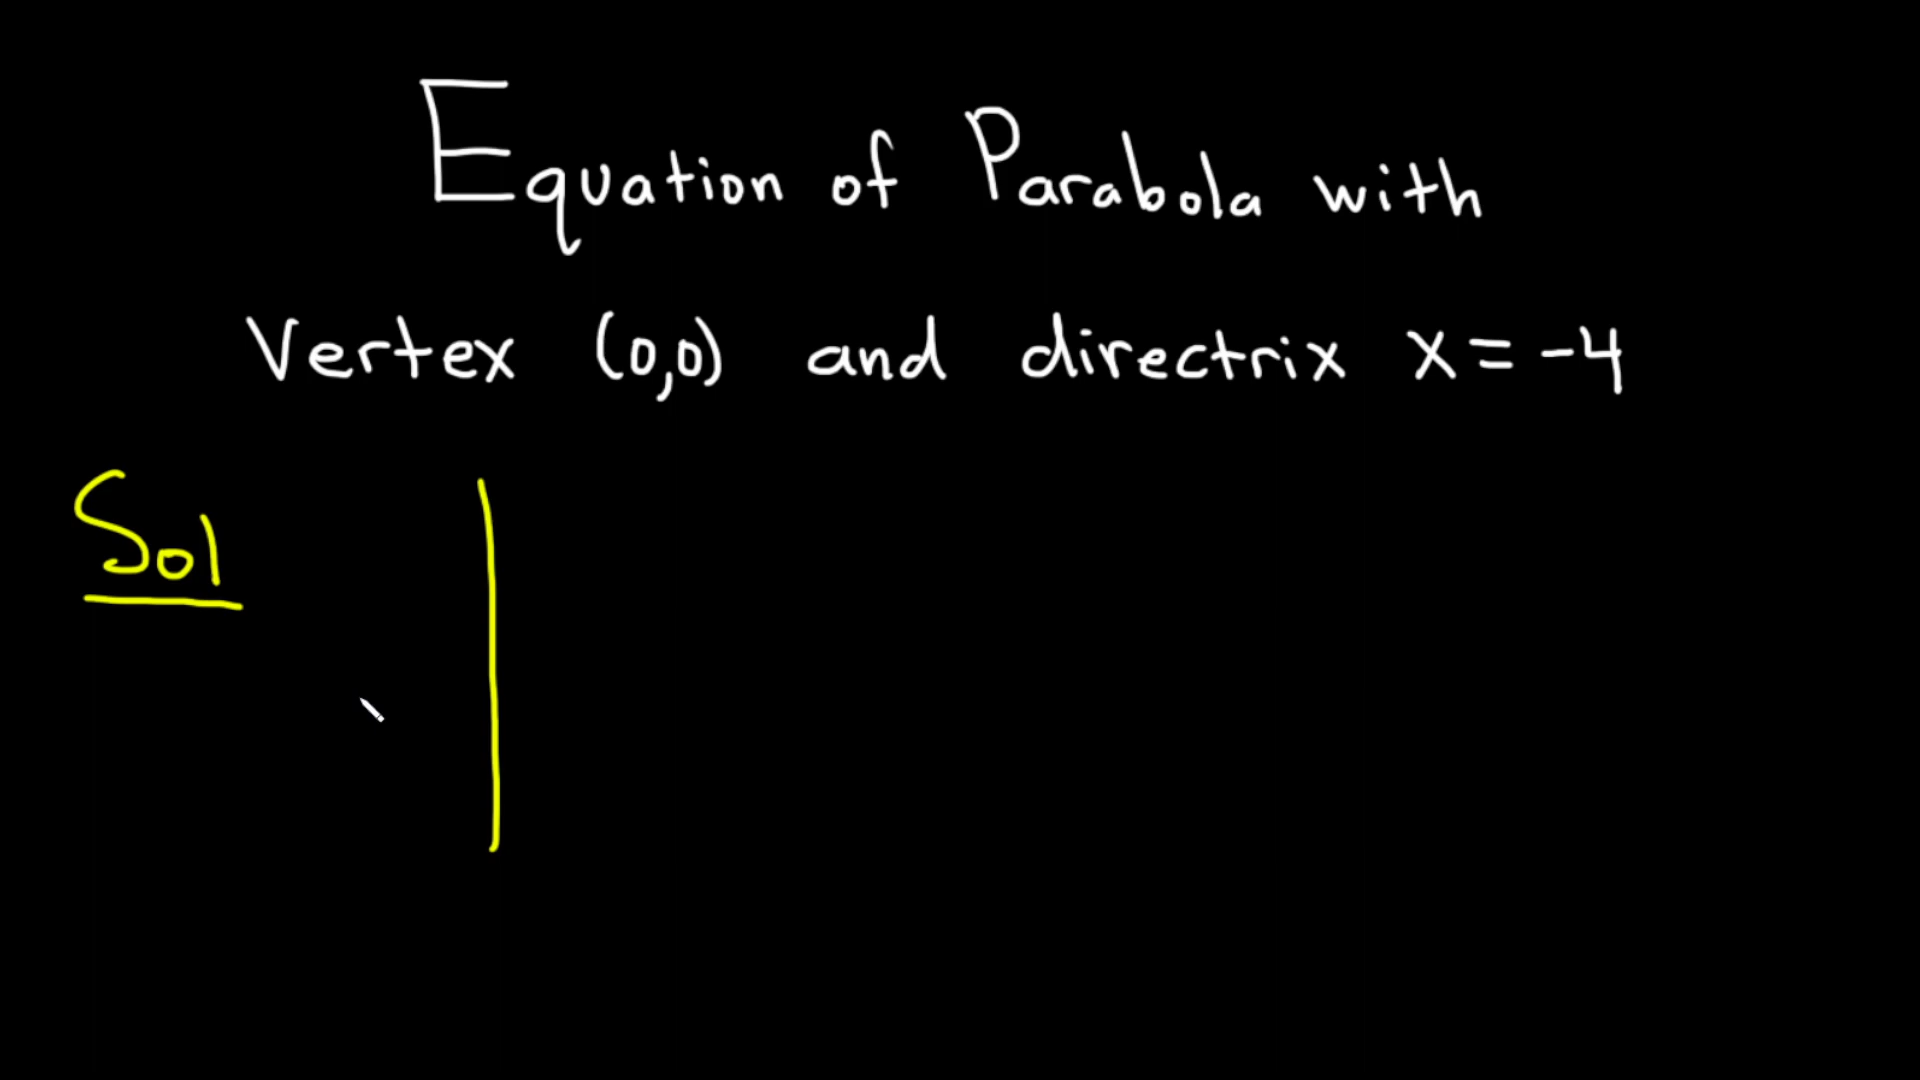 Equation of Parabola with
Vertex (0,0) and directrix x = -4
Sol